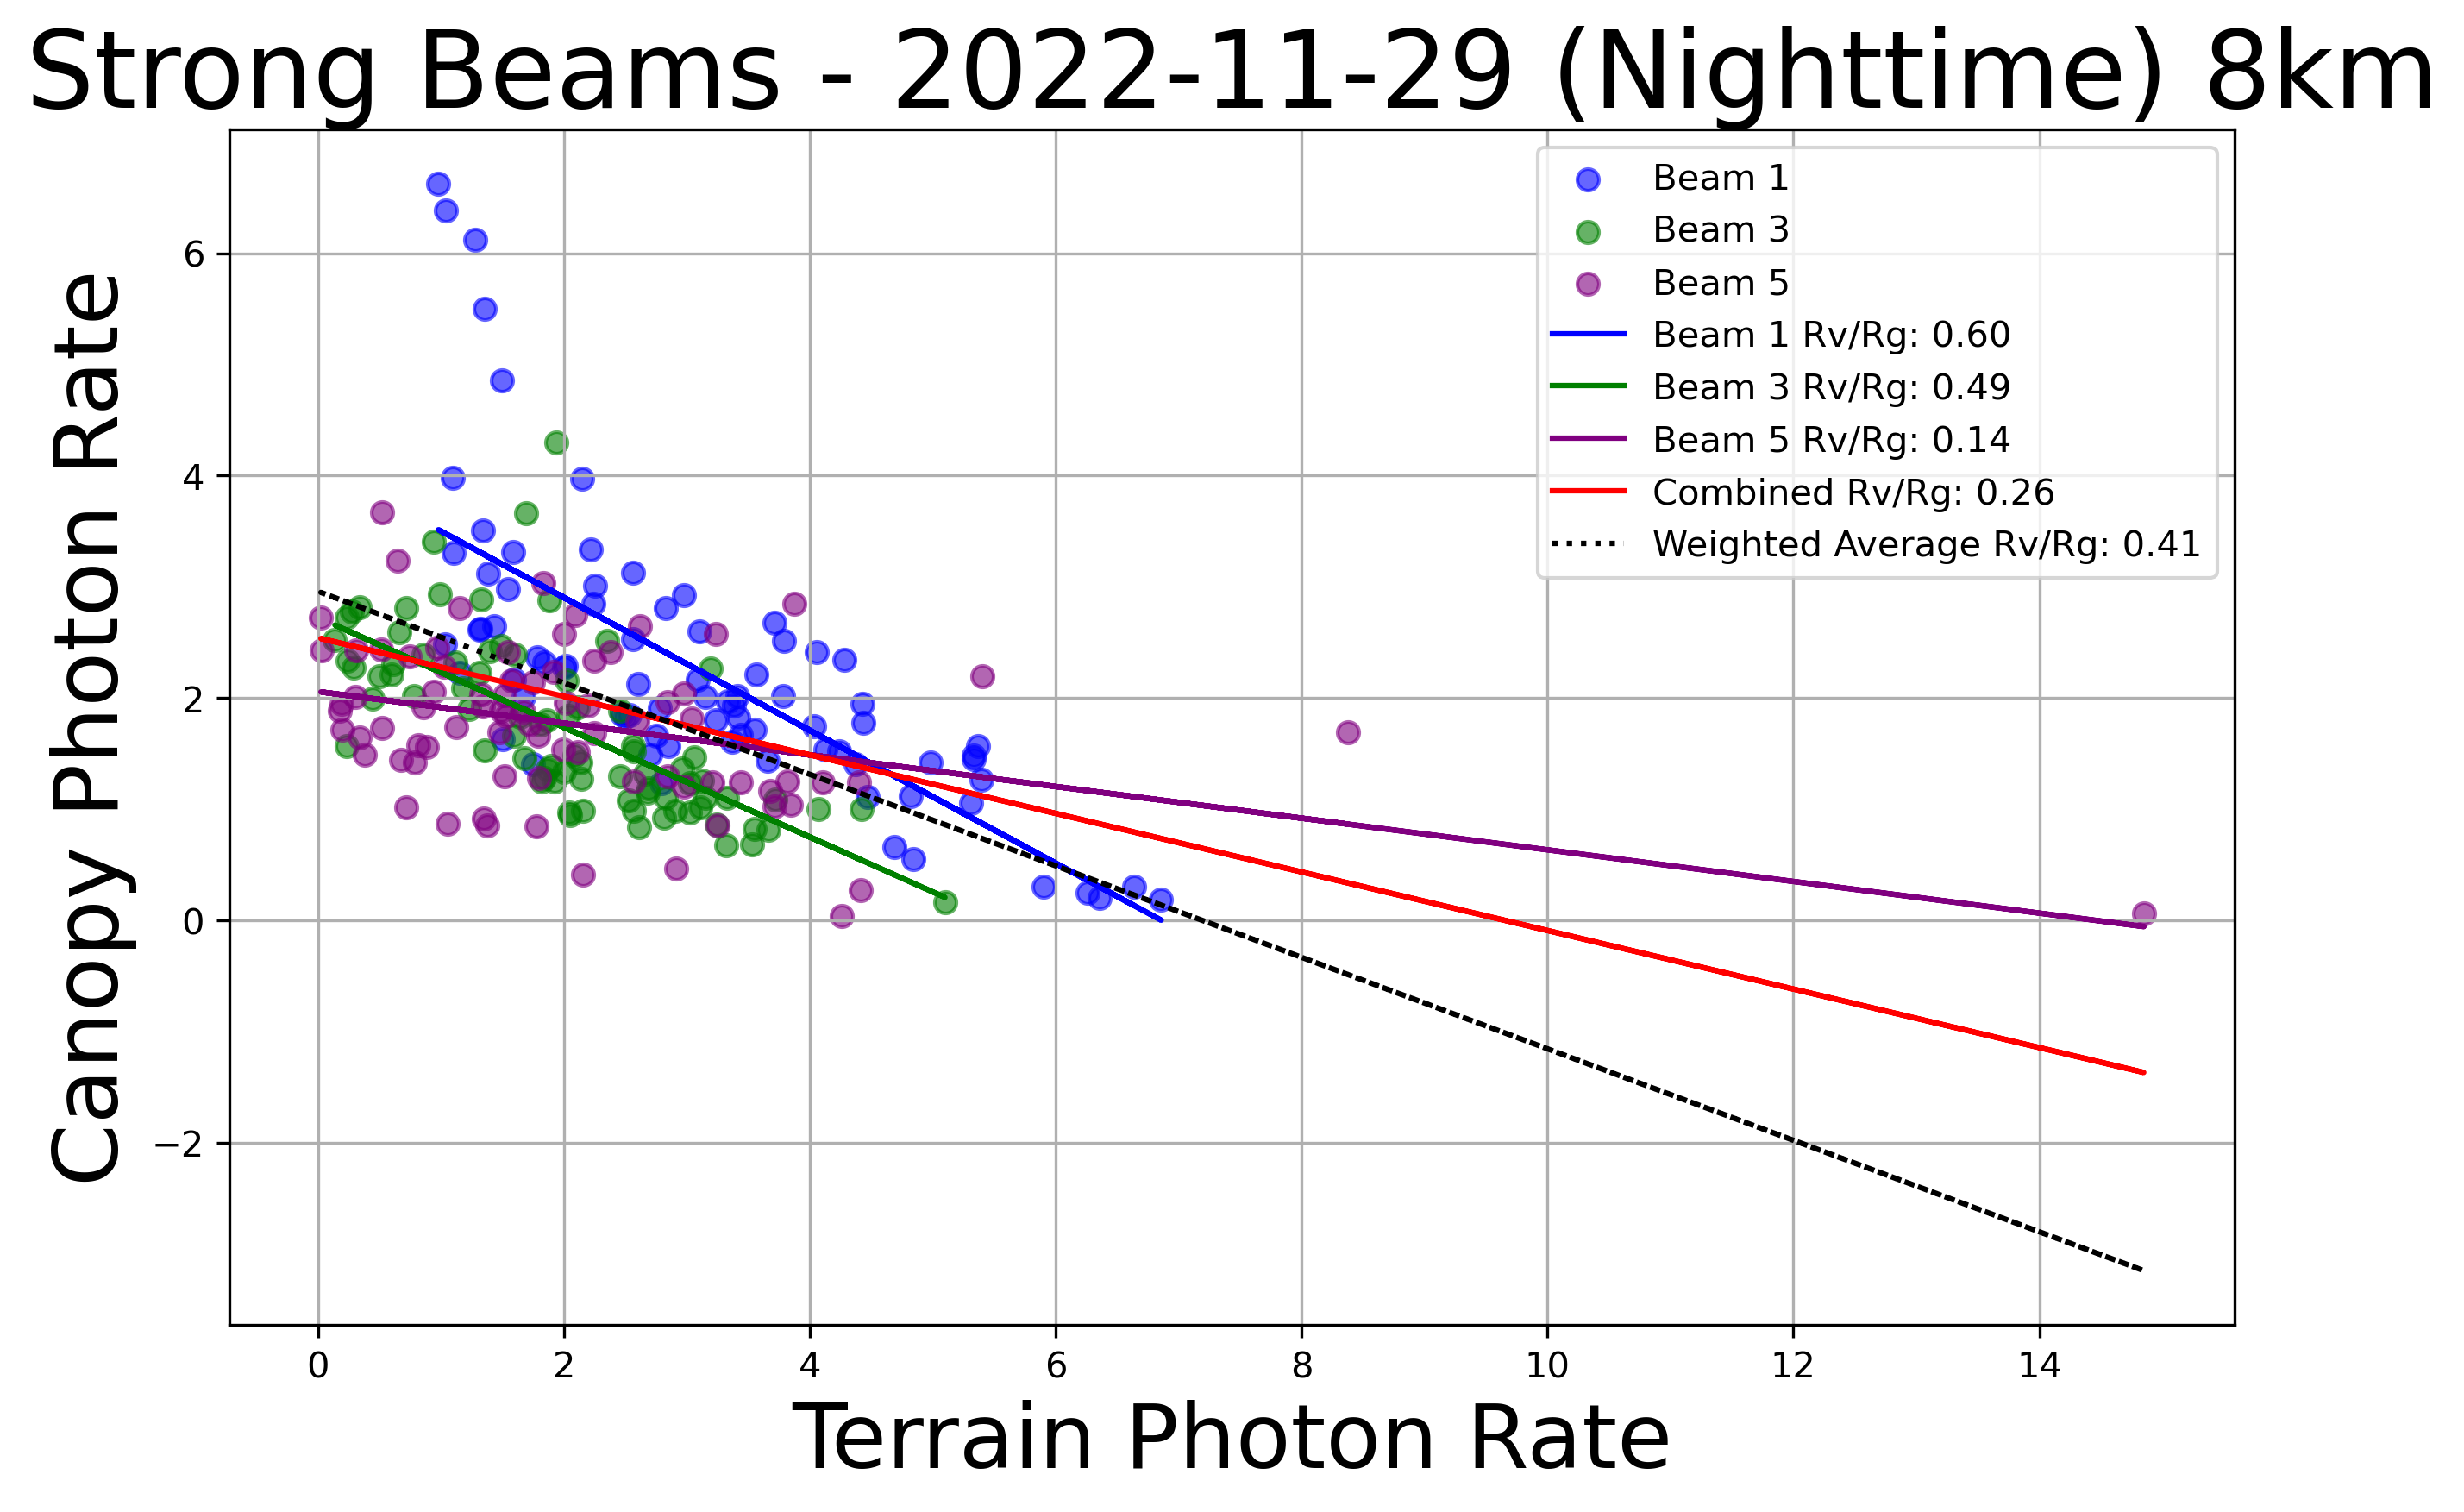 Strong Beams - 2022-11-29 (Nighttime) 8km
Canopy Photon Rate
6
4
2
0
−2
Beam 1
Beam 3
Beam 5
Beam 1 Rv/Rg: 0.60
Beam 3 Rv/Rg: 0.49
Beam 5 Rv/Rg: 0.14
Combined Rv/Rg: 0.26
Weighted Average Rv/Rg: 0.41
0 2 4 6 8 10 12 14
Terrain Photon Rate